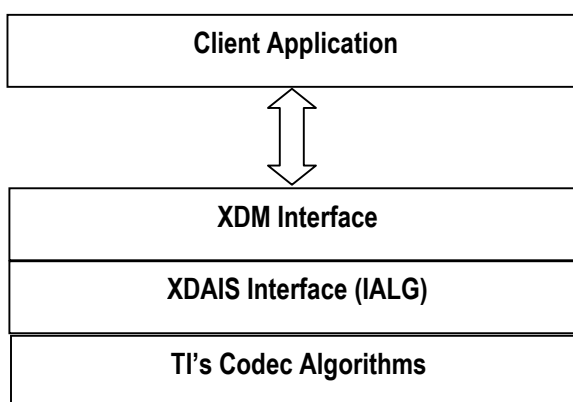 Client Application
XDM Interface
XDAIS Interface (IALG)
TI's Codec Algorithms